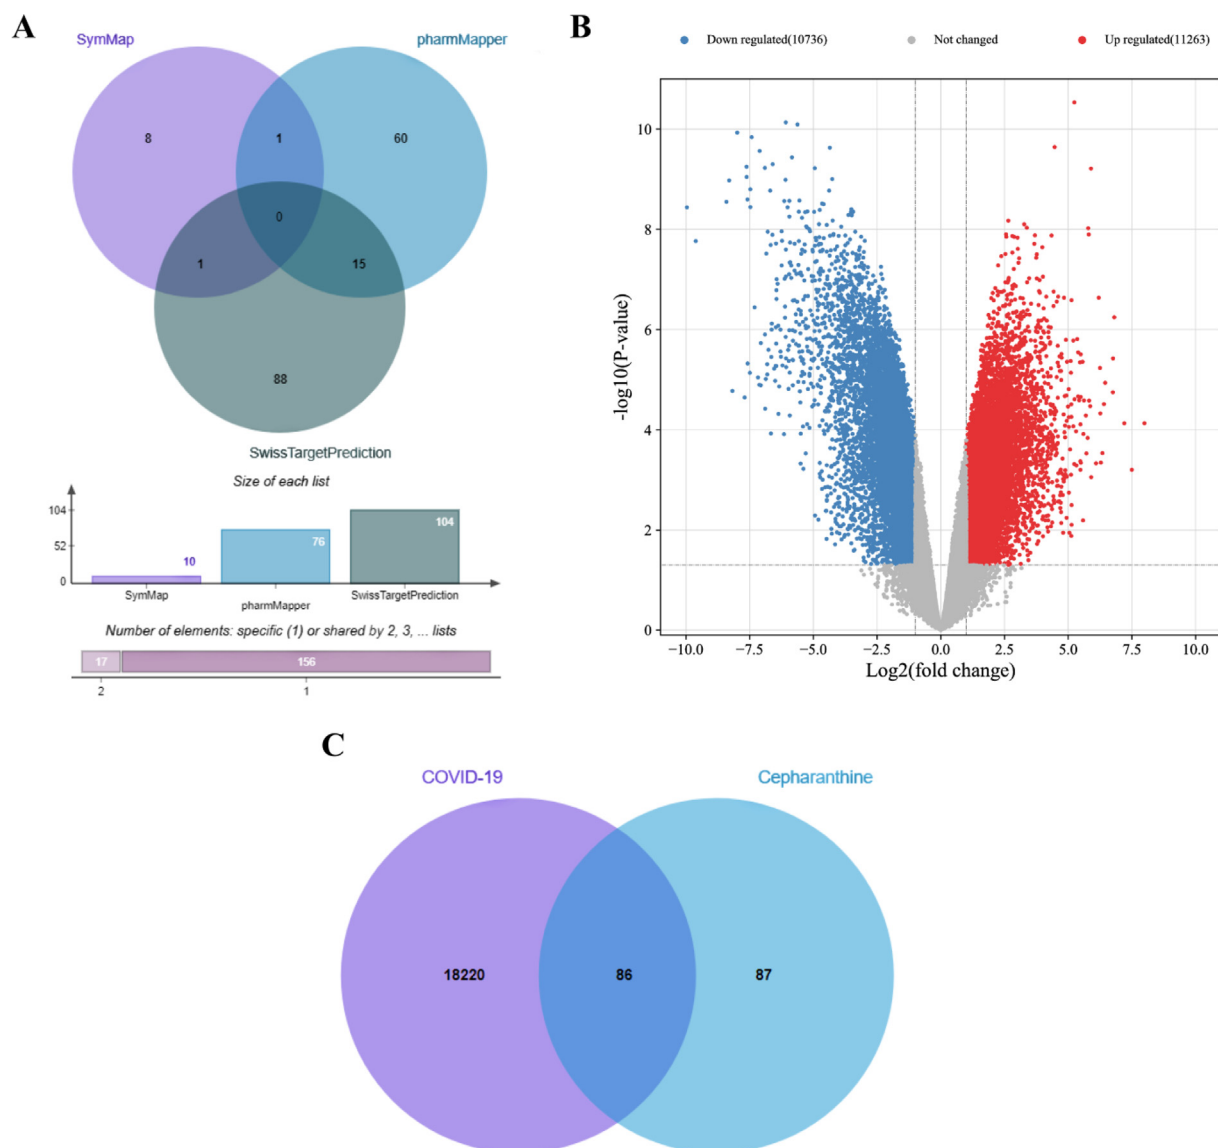 A
SymMap
pharmMapper
8
1
60
0
1
15
88
SwissTargetPrediction
Size of each list
104
52
0
10
76
104
SymMap
pharmMapper
SwissTargetPrediction
Number of elements: specific (1) or shared by 2, 3, ... lists
17
156
2
1
B
Down regulated(10736)
Not changed
Up regulated(11263)
-log10(P-value)
10
8
6
4
2
0
−10.0
−7.5
−5.0
−2.5
0.0
2.5
5.0
7.5
10.0
Log2(fold change)
C
COVID-19
Cepharanthine
18220
86
87